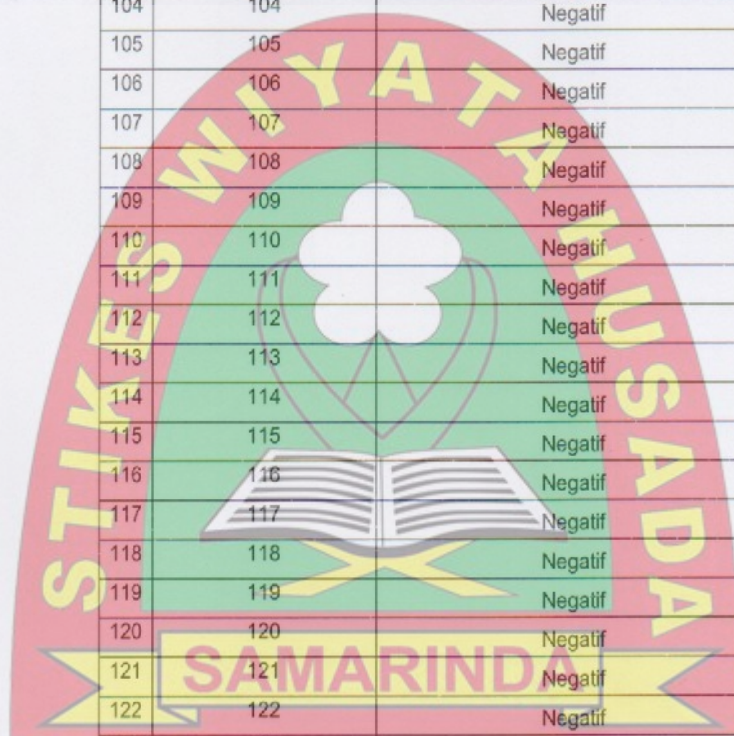 104 104 Negatif
105 105 Negatif
106 106 Negatif
107 107 Negatif
108 108 Negatif
109 109 Negatif
110 110 Negatif
111 111 Negatif
112 112 Negatif
113 113 Negatif
114 114 Negatif
115 115 Negatif
116 116 Negatif
117 117 Negatif
118 118 Negatif
119 119 Negatif
120 120 Negatif
121 121 Negatif
122 122 Negatif
STIKES WIYATA HUSADA
SAMARINDA